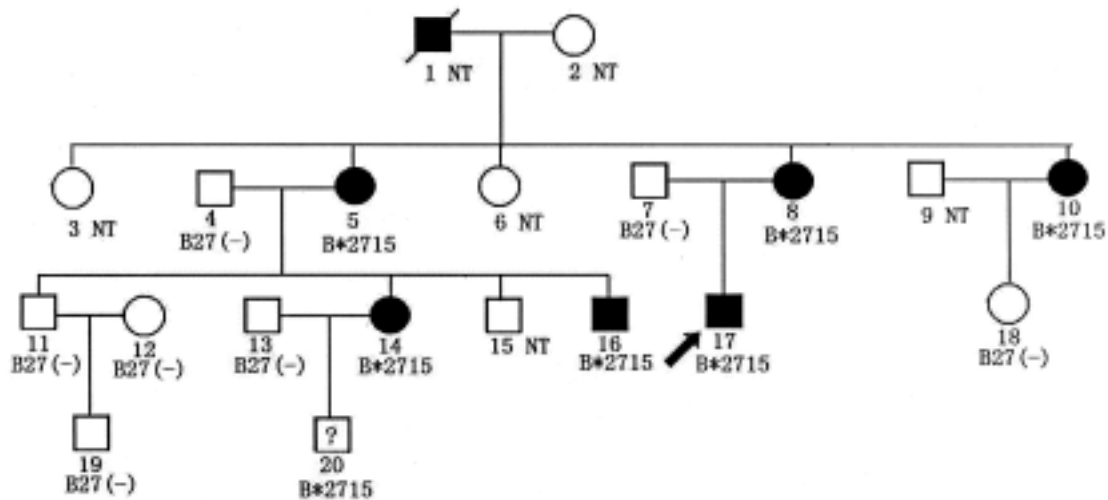 1 NT
2 NT
3 NT
4
B27(-)
5
B*2715
6 NT
7
B27(-)
8
B*2715
9 NT
10
B*2715
11
B27(-)
12
B27(-)
13
B27(-)
14
B*2715
15 NT
16
B*2715
17
B*2715
18
B27(-)
19
B27(-)
?
20
B*2715